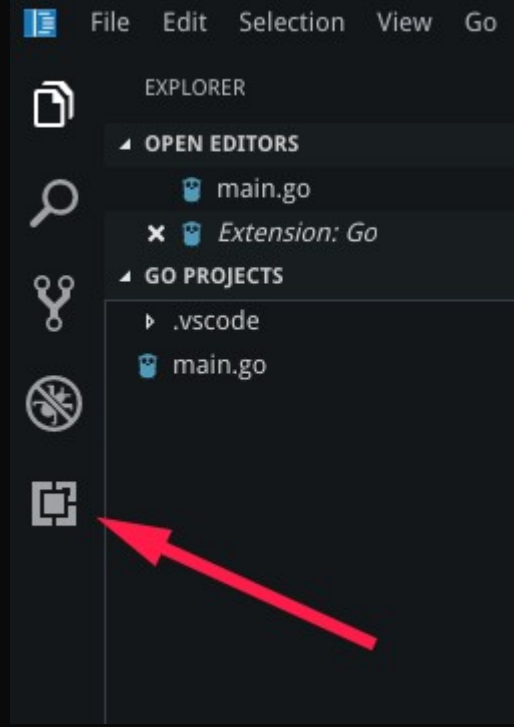 File Edit Selection View Go
EXPLORER
OPEN EDITORS
main.go
Extension: Go
GO PROJECTS
.vscode
main.go